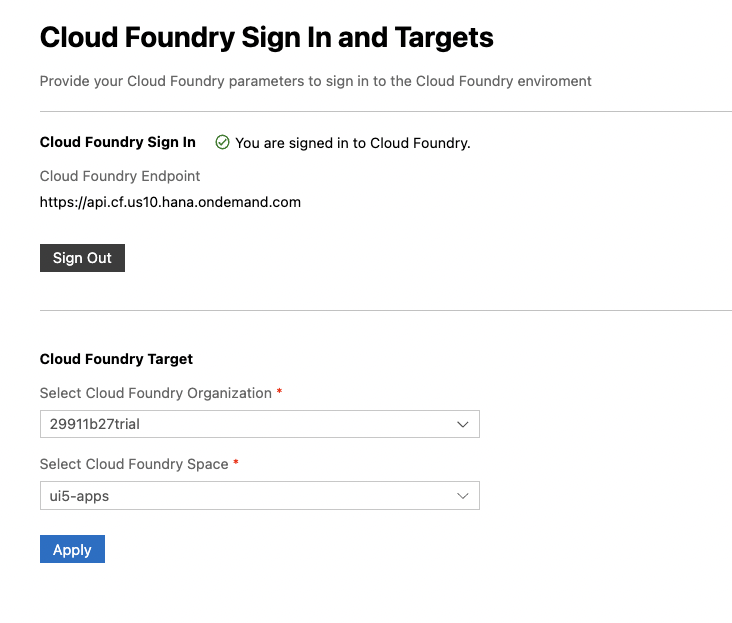 Cloud Foundry Sign In and Targets
Provide your Cloud Foundry parameters to sign in to the Cloud Foundry enviroment
Cloud Foundry Sign In You are signed in to Cloud Foundry.
Cloud Foundry Endpoint
https://api.cf.us10.hana.ondemand.com
Sign Out
Cloud Foundry Target
Select Cloud Foundry Organization *
29911b27trial
Select Cloud Foundry Space *
ui5-apps
Apply